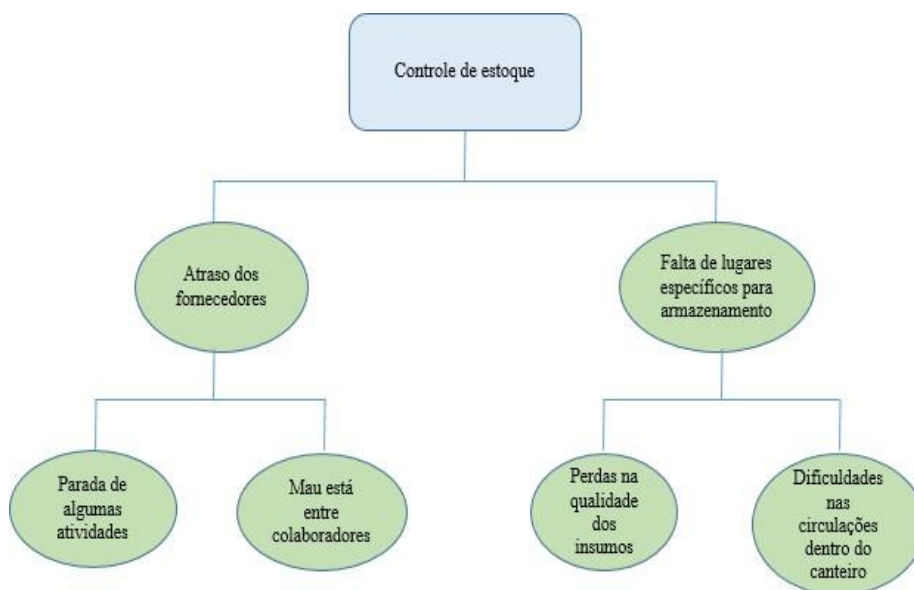 Controle de estoque
Atraso dos
fornecedores
Falta de lugares
específicos para
armazenamento
Parada de
algumas
atividades
Mau está
entre
colaboradores
Perdas na
qualidade
dos
insumos
Dificuldades
nas
circulações
dentro do
canteiro